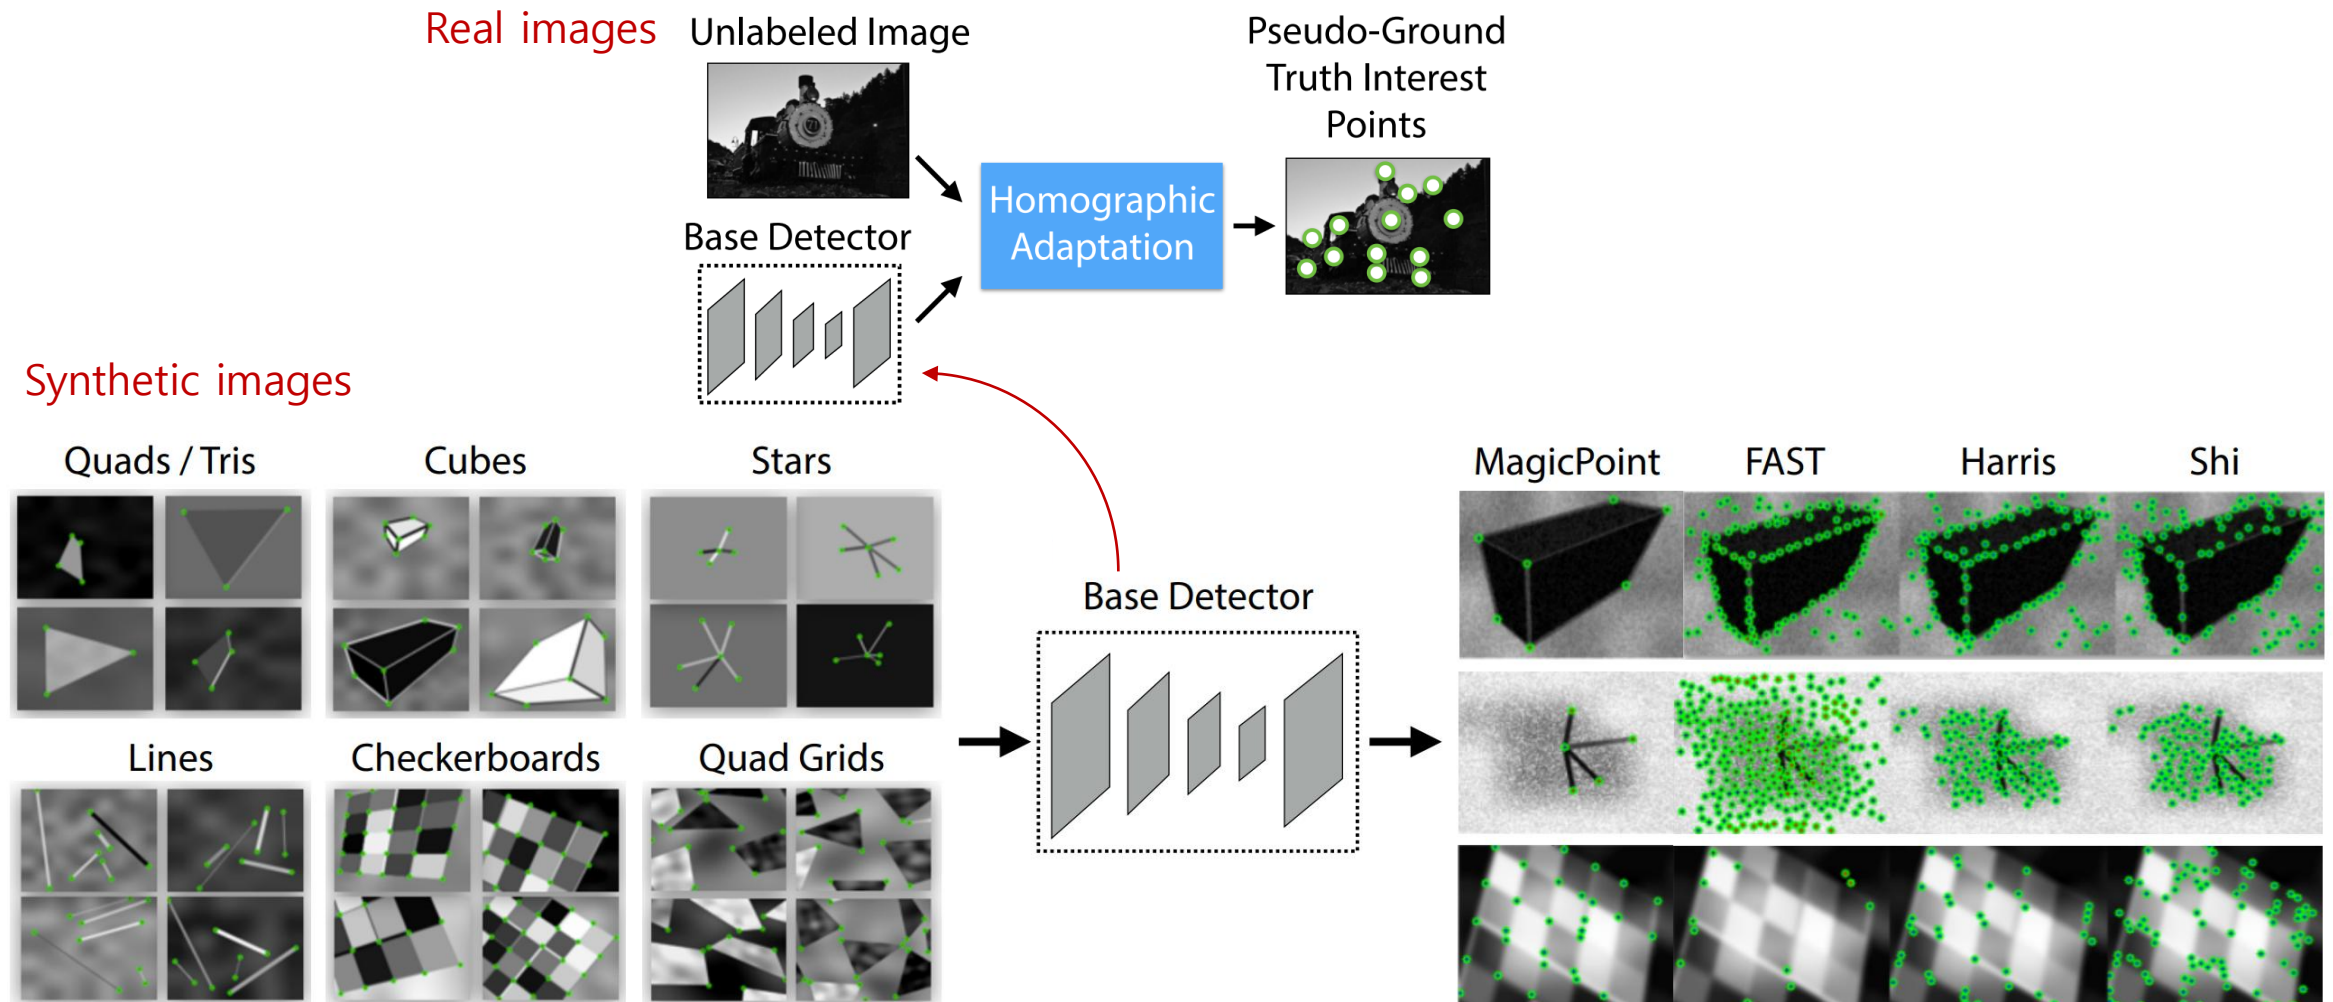 Real images
Unlabeled Image
Pseudo-Ground
Truth Interest
Points
Homographic
Adaptation
Base Detector
Synthetic images
Quads / Tris
Cubes
Stars
Lines
Checkerboards
Quad Grids
Base Detector
MagicPoint
FAST
Harris
Shi